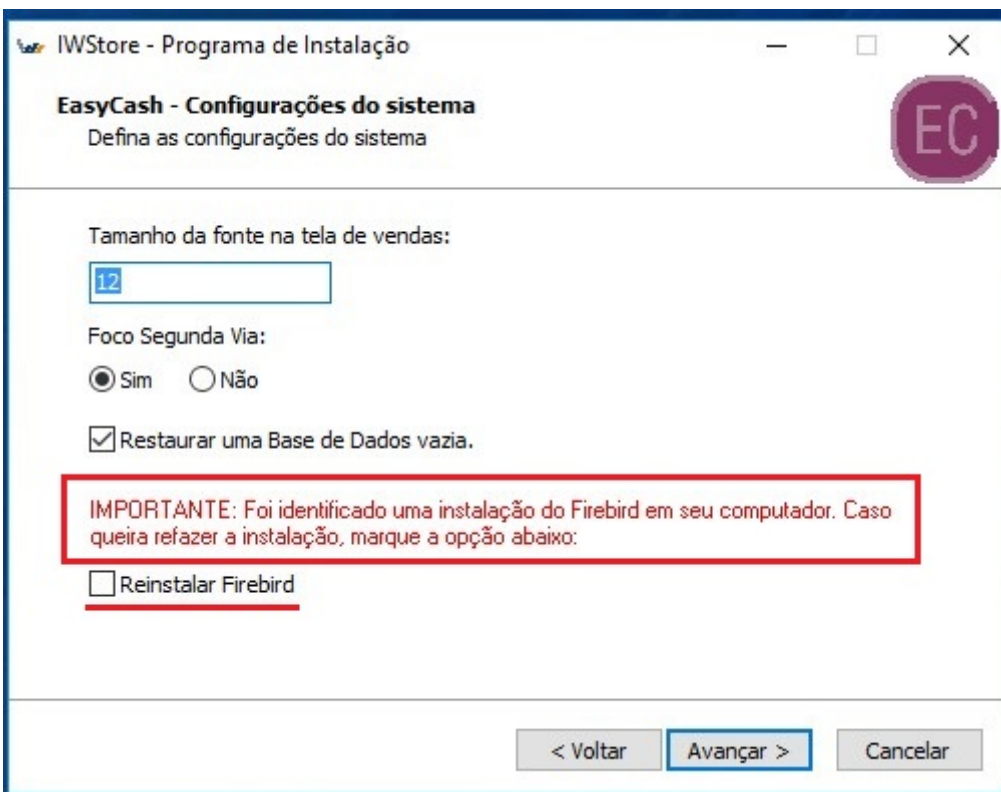 IWStore - Programa de Instalação
EasyCash - Configurações do sistema
Defina as configurações do sistema
EC
Tamanho da fonte na tela de vendas:
12
Foco Segunda Via:
Sim Não
Restaurar uma Base de Dados vazia.
IMPORTANTE: Foi identificado uma instalação do Firebird em seu computador. Caso
queira refazer a instalação, marque a opção abaixo:
Reinstalar Firebird
< Voltar Avançar > Cancelar